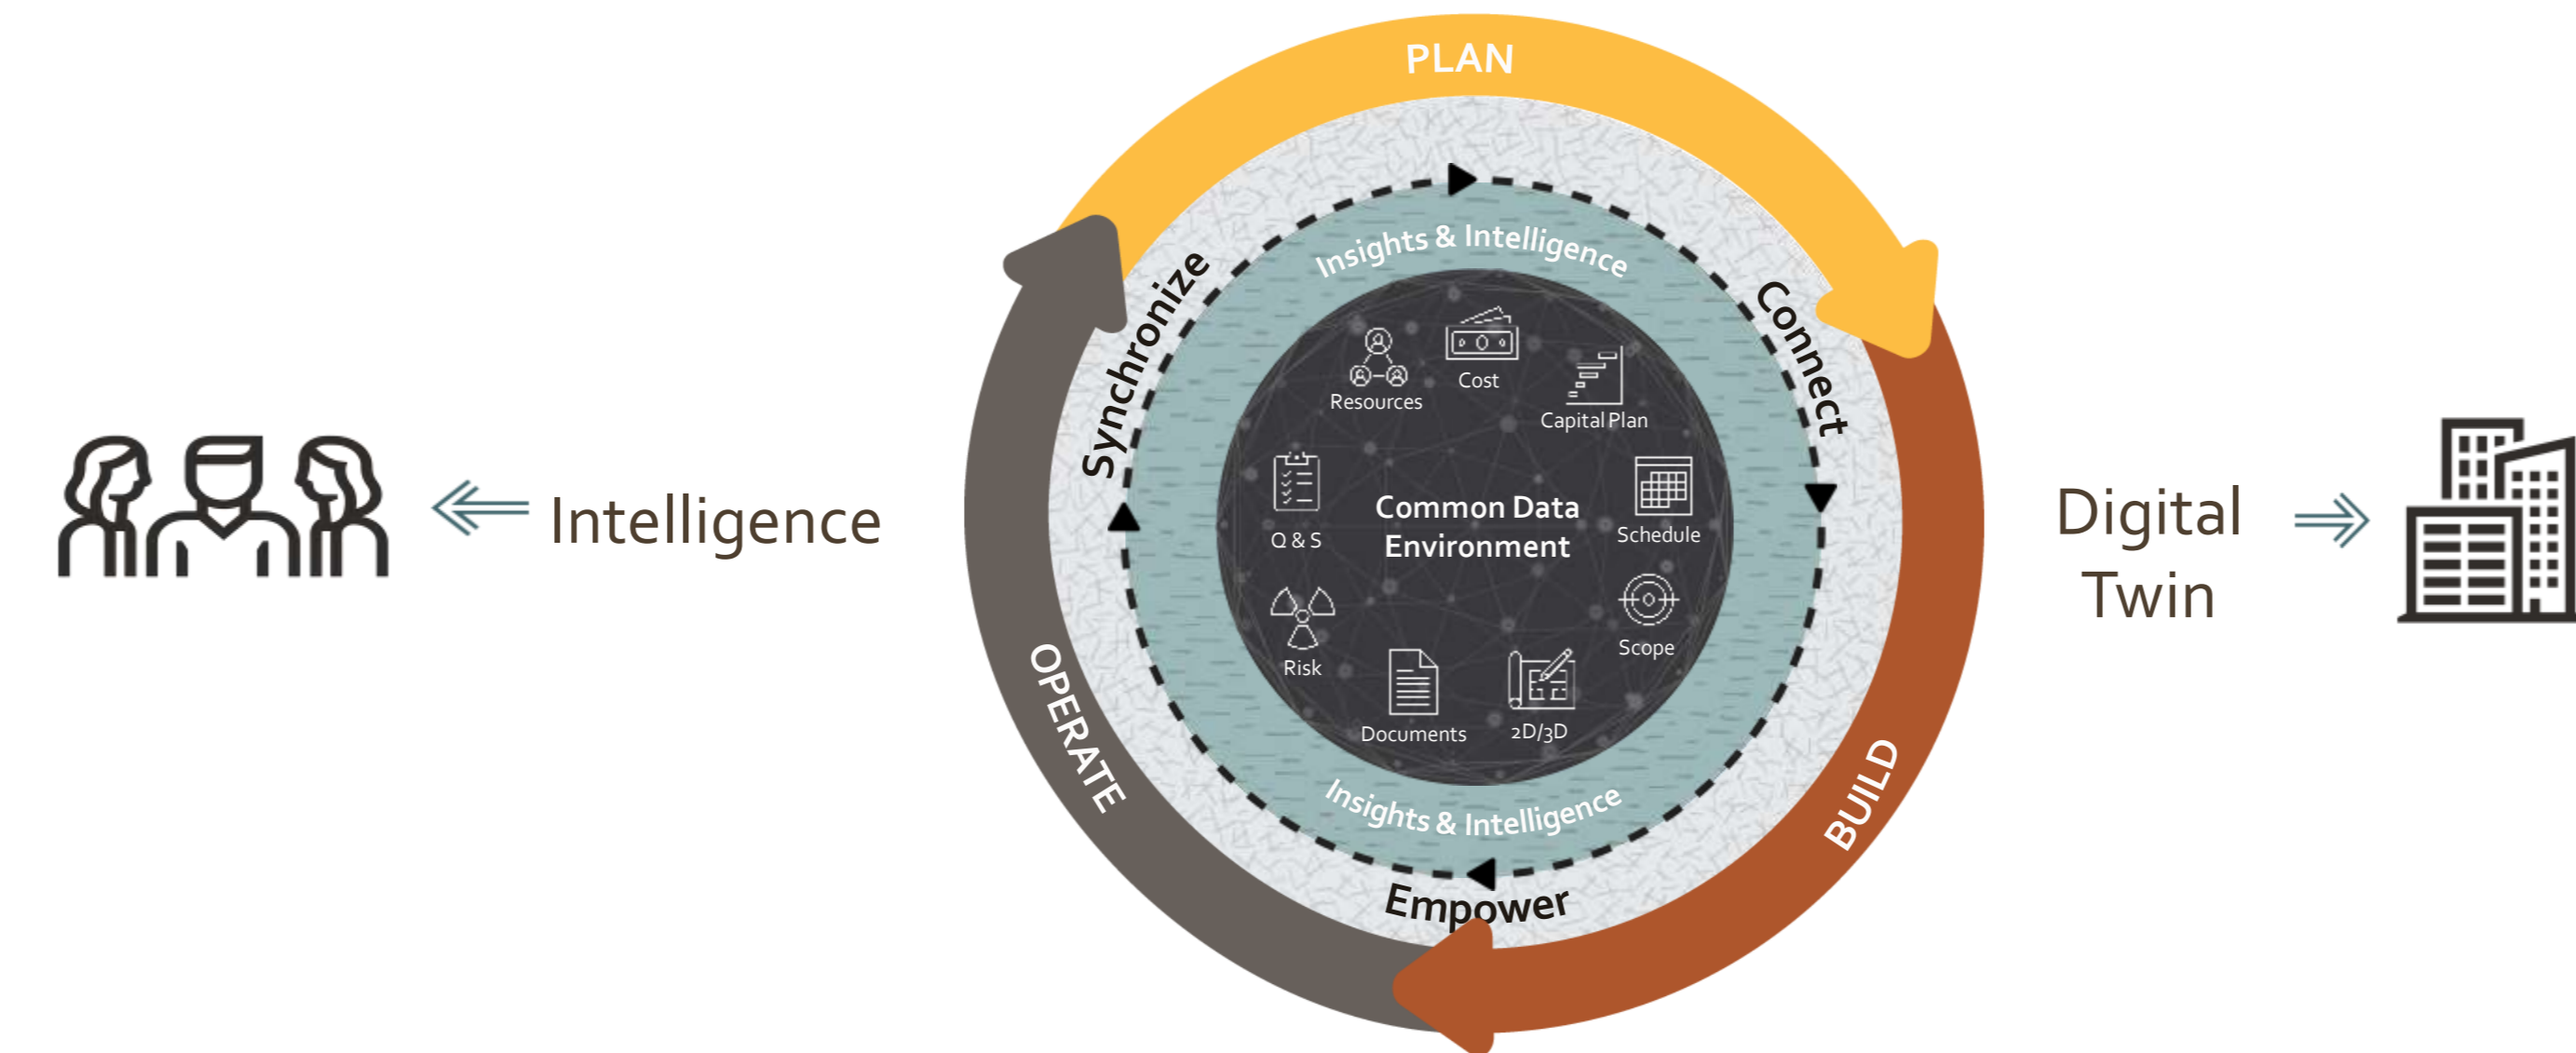 PLAN
Insights & Intelligence
Synchronize
Connect
Cost
Resources
Capital Plan
Intelligence
Common Data
Environment
Q & S
Schedule
Digital
Twin
Scope
Risk
Documents
2D/3D
OPERATE
BUILD
Insights & Intelligence
Empower